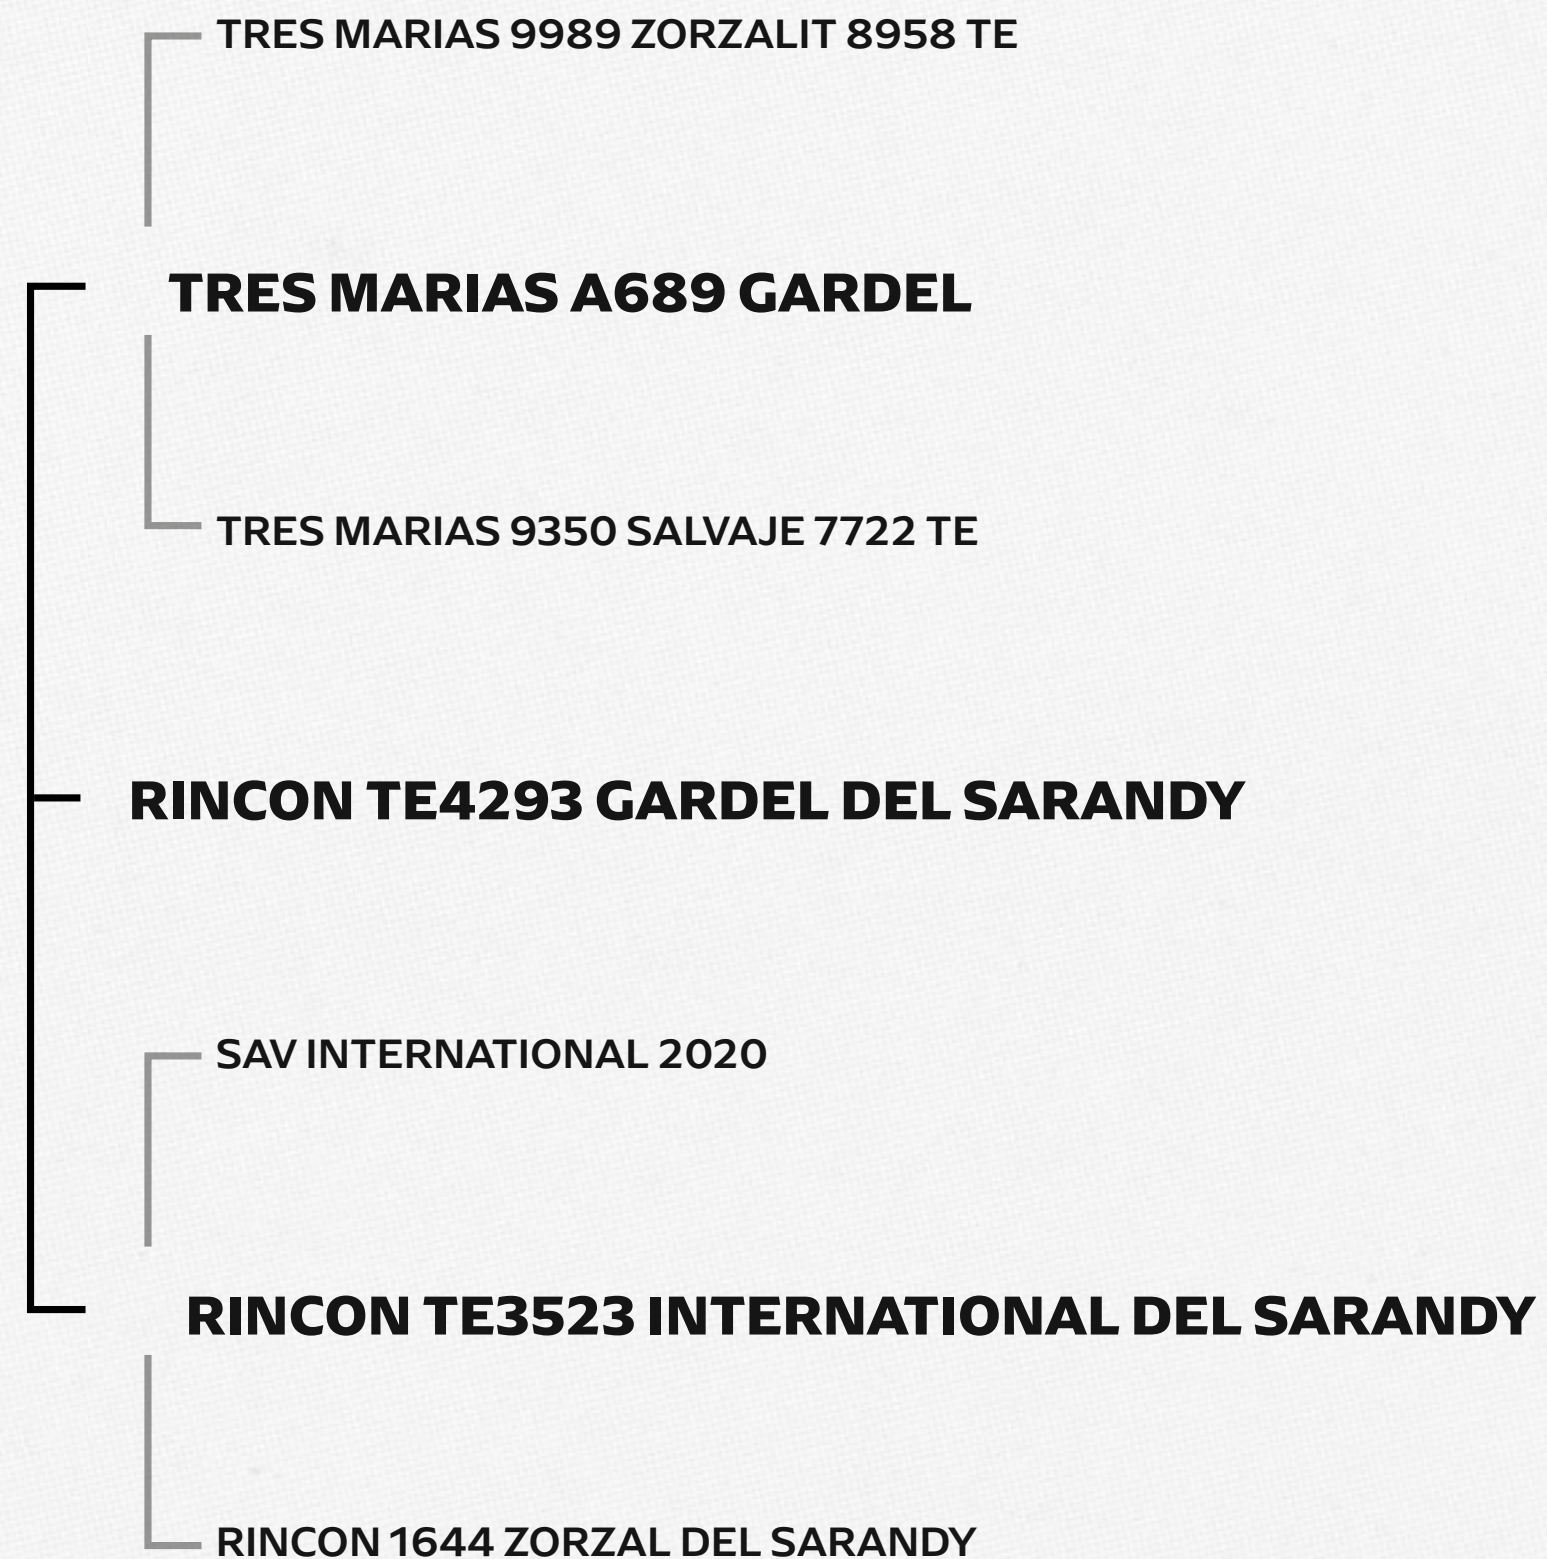 TRES MARIAS 9989 ZORZALIT 8958 TE
TRES MARIAS A689 GARDEL
TRES MARIAS 9350 SALVAJE 7722 TE
RINCON TE4293 GARDEL DEL SARANDY
SAV INTERNATIONAL 2020
RINCON TE3523 INTERNATIONAL DEL SARANDY
RINCON 1644 ZORZAL DEL SARANDY